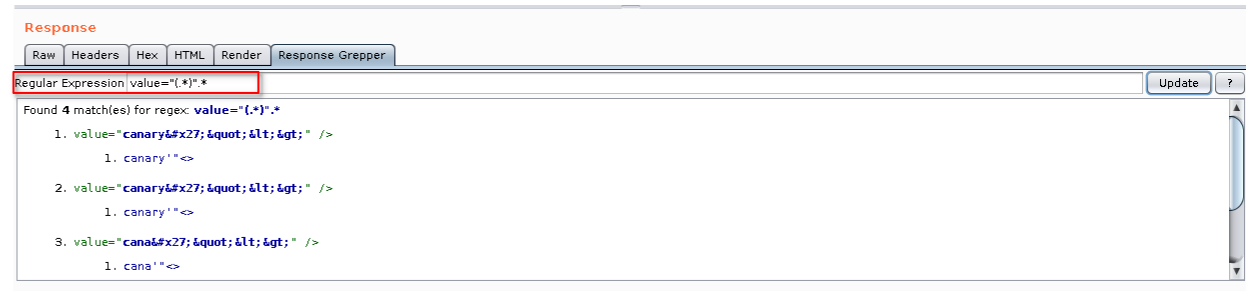 Response
Raw Headers Hex HTML Render Response Grepper
Regular Expression value="(.*)".* Update ?
Found 4 match(es) for regex: value="(.*)".*
1. value="canary&#x27;&quot;&lt;&gt;" />
1. canary'"<>
2. value="canary&#x27;&quot;&lt;&gt;" />
1. canary'"<>
3. value="cana&#x27;&quot;&lt;&gt;" />
1. cana'"<>